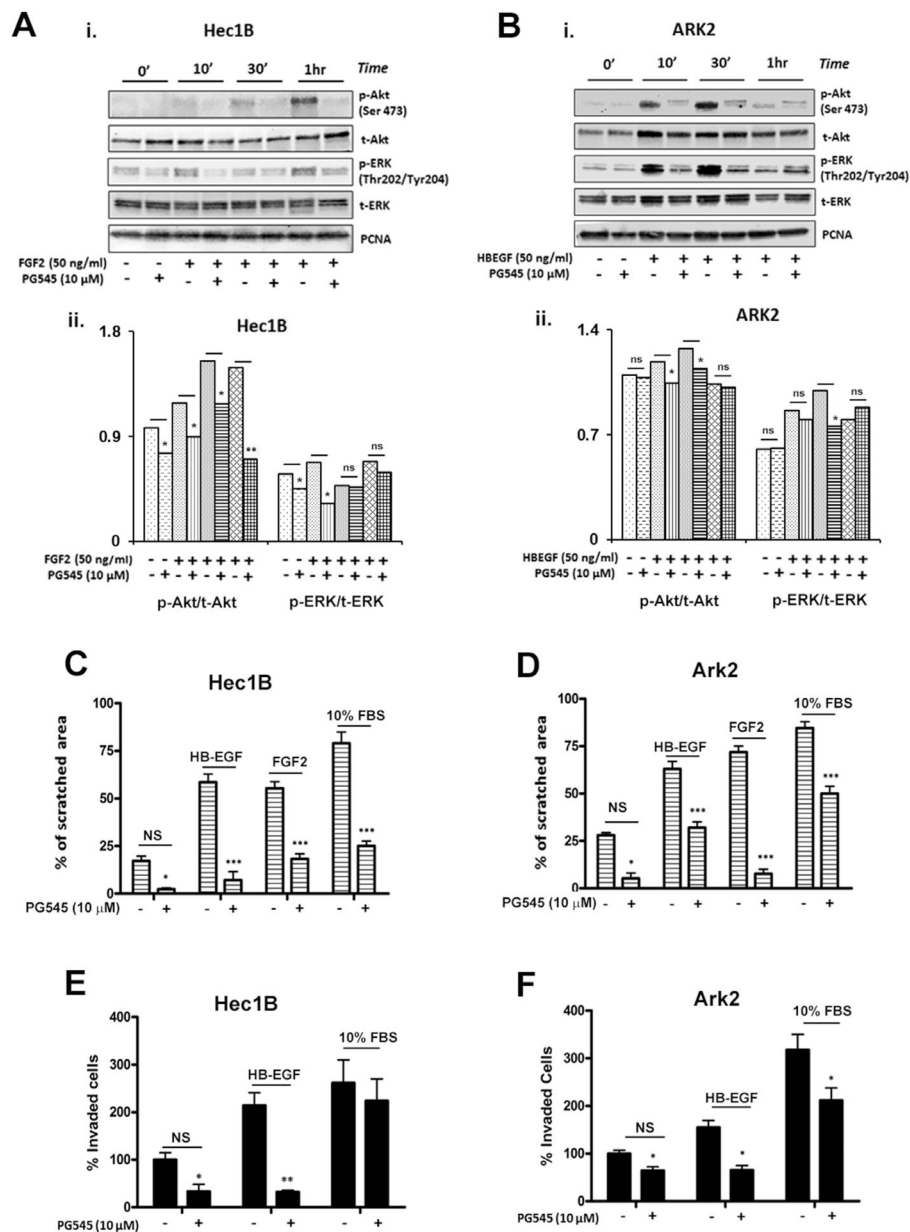 A
i.
Hec1B
0’ 10’ 30’ 1hr Time
p-Akt
(Ser 473)
t-Akt
p-ERK
(Thr202/Tyr204)
t-ERK
PCNA
FGF2 (50 ng/ml) - - + + + + + +
PG545 (10 µM) - + - + - + - +
ii.
Hec1B
1.8
* * * ** * * ns ns
0.9
0
FGF2 (50 ng/ml) - - + + + + + + - - + + + + + +
PG545 (10 µM) - + - + - + - + - + - + - + - +
p-Akt/t-Akt p-ERK/t-ERK
B
i.
ARK2
0’ 10’ 30’ 1hr Time
p-Akt
(Ser 473)
t-Akt
p-ERK
(Thr202/Tyr204)
t-ERK
PCNA
HBEGF (50 ng/ml) - - + + + + + +
PG545 (10 µM) - + - + - + - +
ii.
ARK2
1.4
ns * * ns ns ns * ns
0.7
0
HBEGF (50 ng/ml) - - + + + + + + - - + + + + + +
PG545 (10 µM) - + - + - + - + - + - + - + - +
p-Akt/t-Akt p-ERK/t-ERK
C
Hec1B
% of scratched area
100
75
50
25
0
NS HB-EGF FGF2 10% FBS
* *** *** ***
PG545 (10 µM) - + - + - + - +
D
Ark2
% of scratched area
100
75
50
25
0
NS HB-EGF FGF2 10% FBS
* *** *** ***
PG545 (10 µM) - + - + - + - +
E
Hec1B
% Invaded cells
400
300
200
100
0
NS HB-EGF 10% FBS
* **
PG545 (10 µM) - + - + - +
F
Ark2
% Invaded Cells
400
300
200
100
0
NS HB-EGF 10% FBS
* * *
PG545 (10 µM) - + - + - +